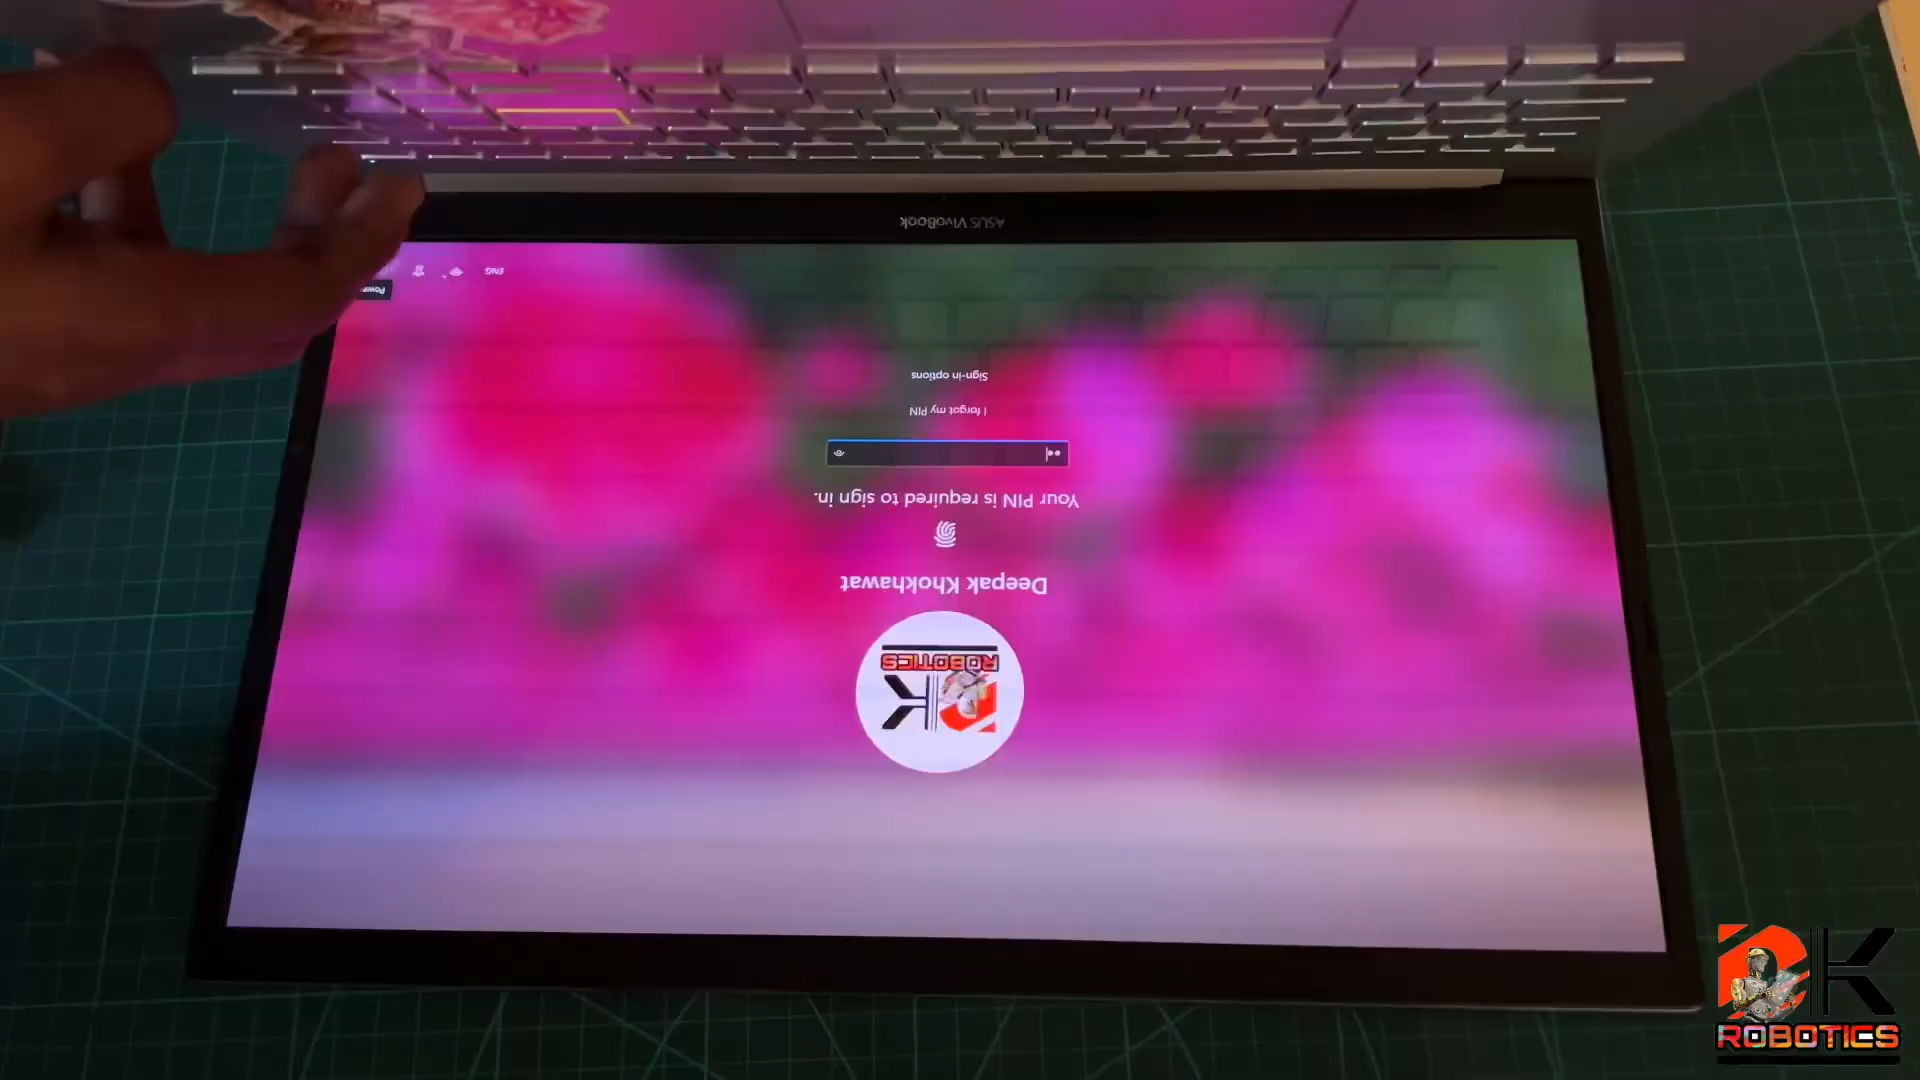 ASUS VivoBook
ENG
Sign-in options
I forgot my PIN
Your PIN is required to sign in.
Deepak Khokhawat
DK
ROBOTICS
DK
ROBOTICS